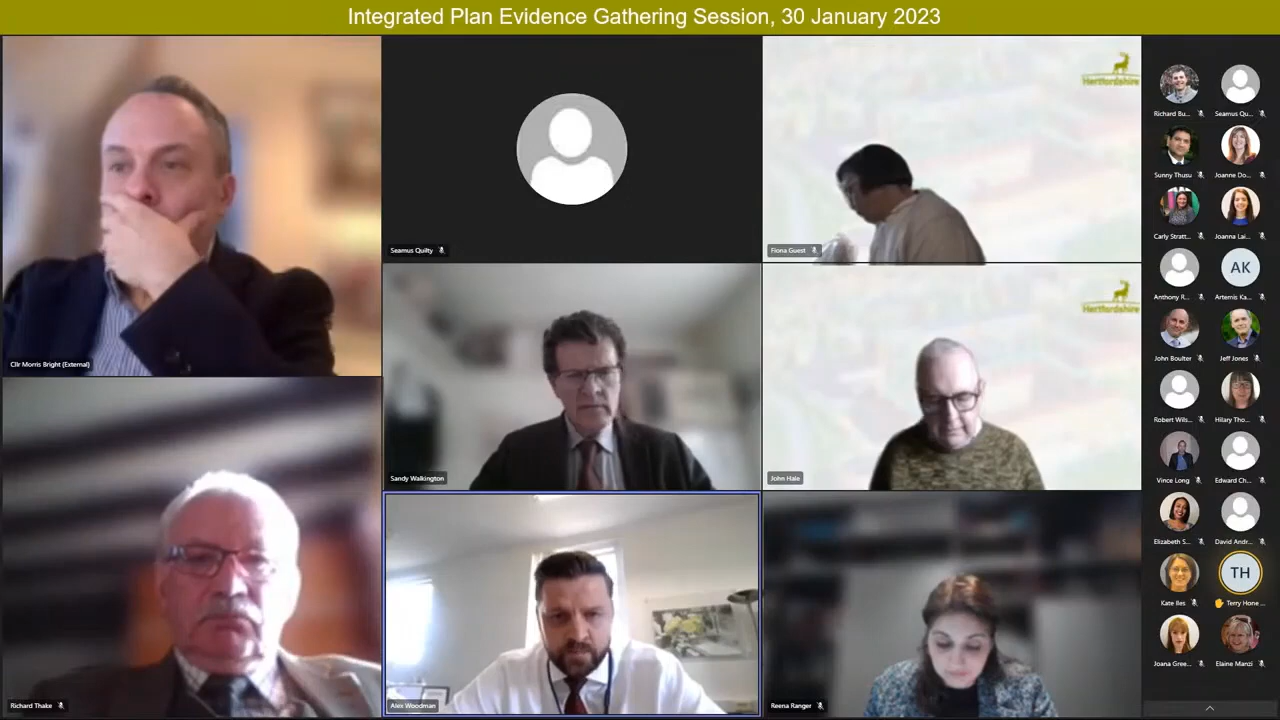 Integrated Plan Evidence Gathering Session, 30 January 2023
Hertfordshire
Seamus Quilty
Fiona Guest
Cllr Morris Bright (External)
Hertfordshire
Sandy Walkington
John Hale
Richard Thake
Alex Woodman
Reena Ranger
Richard Bu...
Seamus Qu...
Sunny Thusu
Joanne Do...
Carly Stratt...
Joanna Lai...
Anthony R...
AK
Artemis Ka...
John Boulter
Jeff Jones
Robert Wils...
Hilary Tho...
Vince Long
Edward Ch...
Elizabeth S...
David Andr...
TH
Kate Iles
Terry Hone ...
Joana Gree...
Elaine Manzi